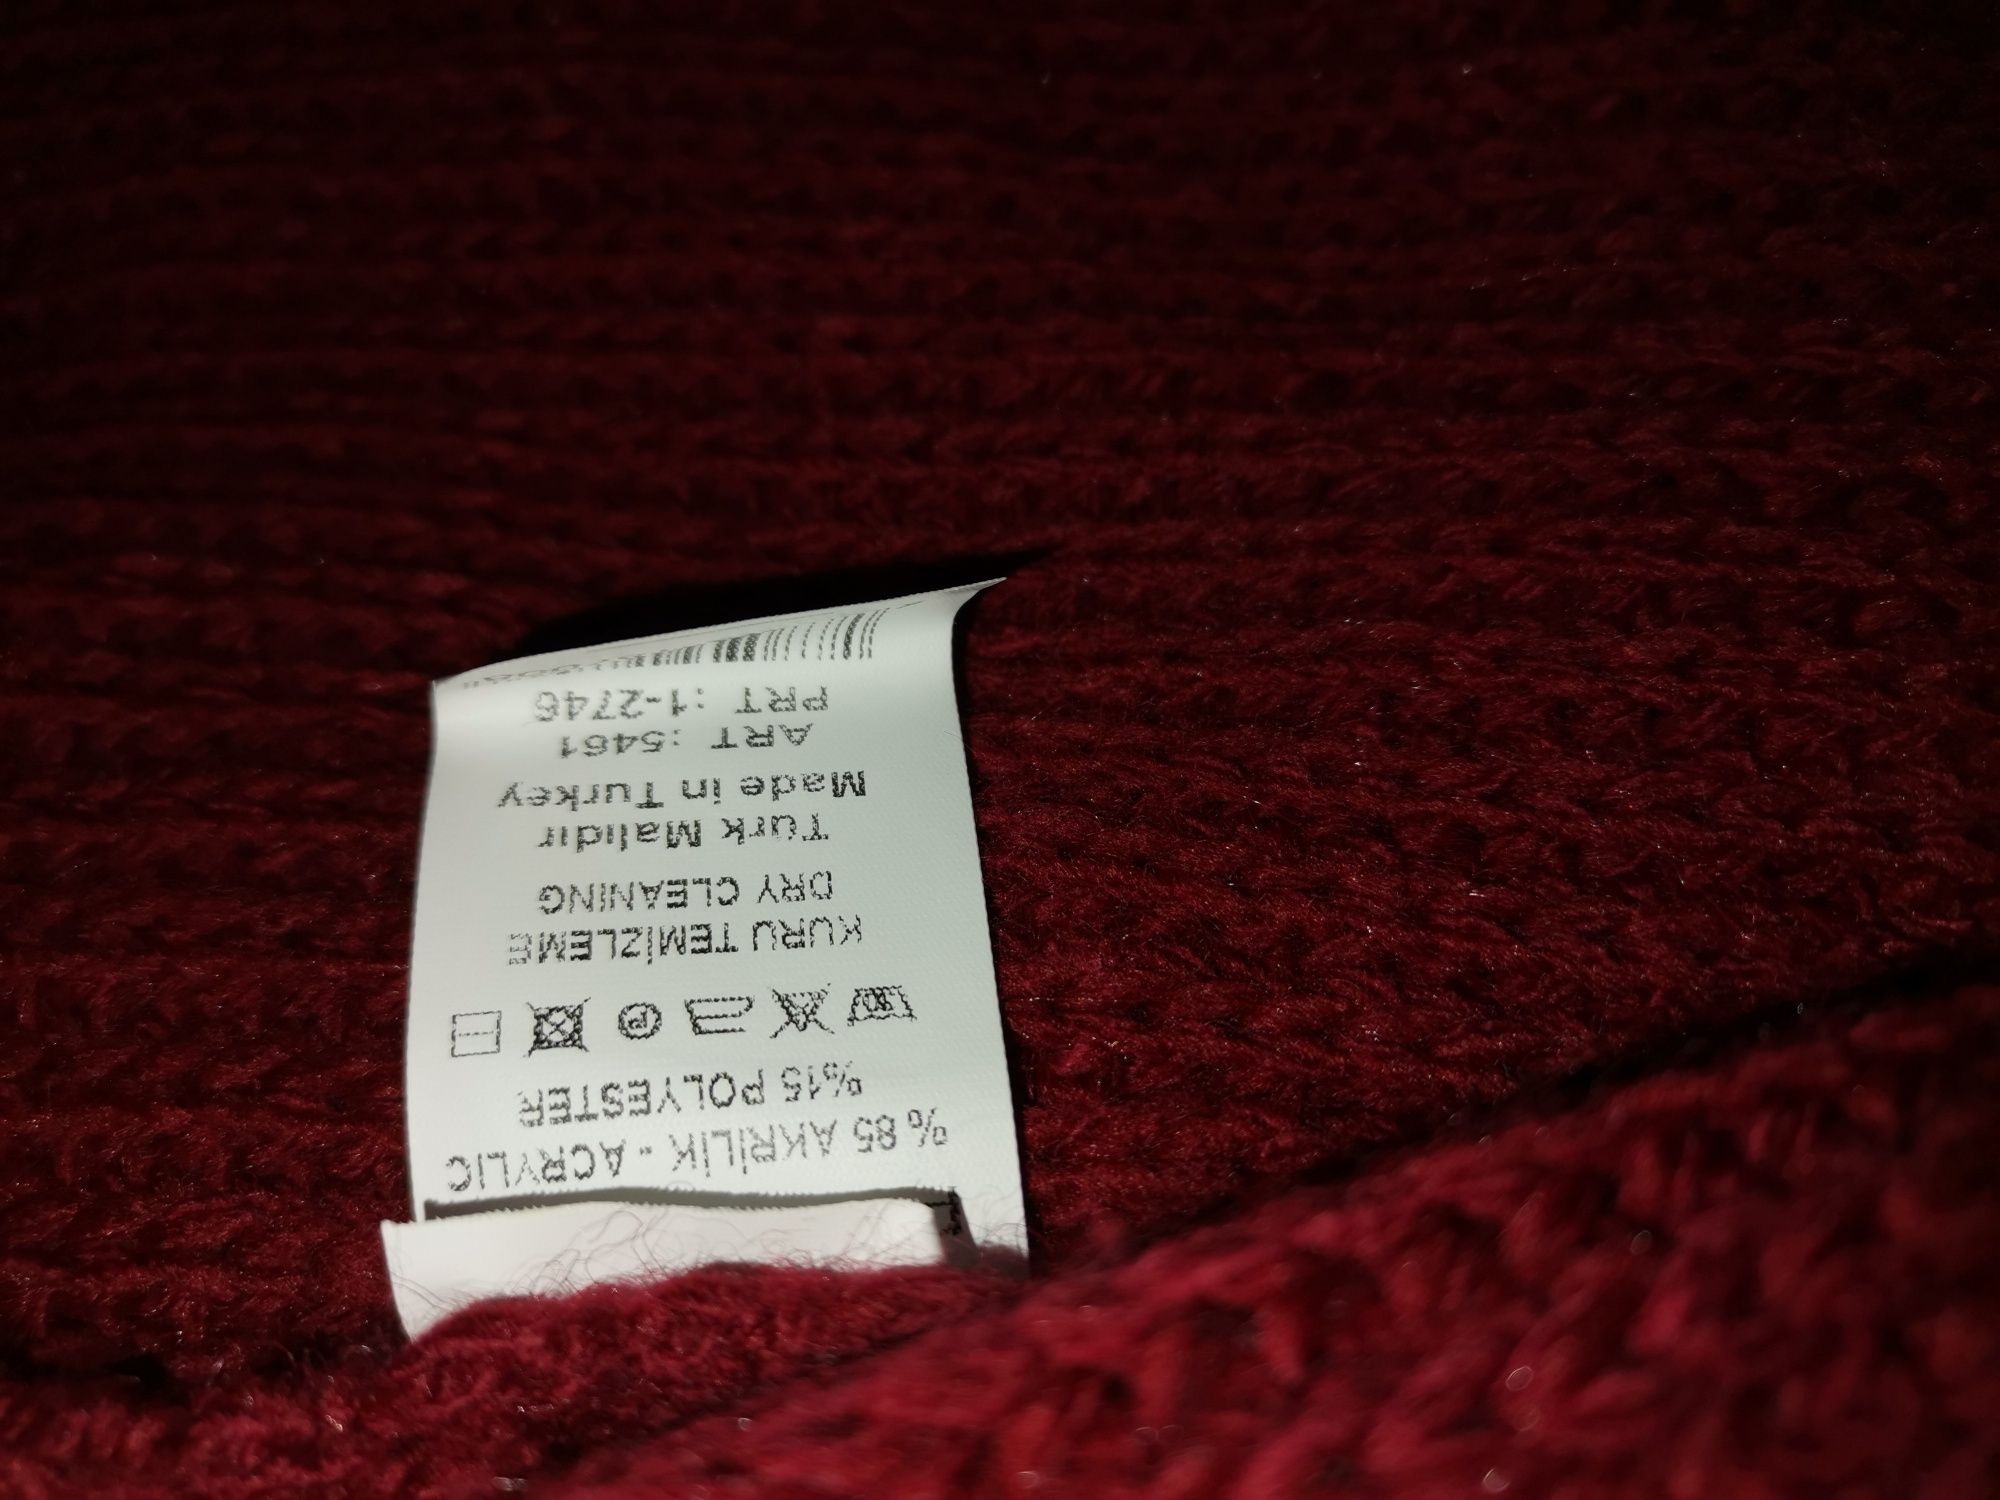 % 85 AKRİLİK - ACRYLIC
%15 POLYESTER
KURU TEMİZLEME
DRY CLEANING
Türk Malıdır
Made in Turkey
ART :5461
PRT :1-2746